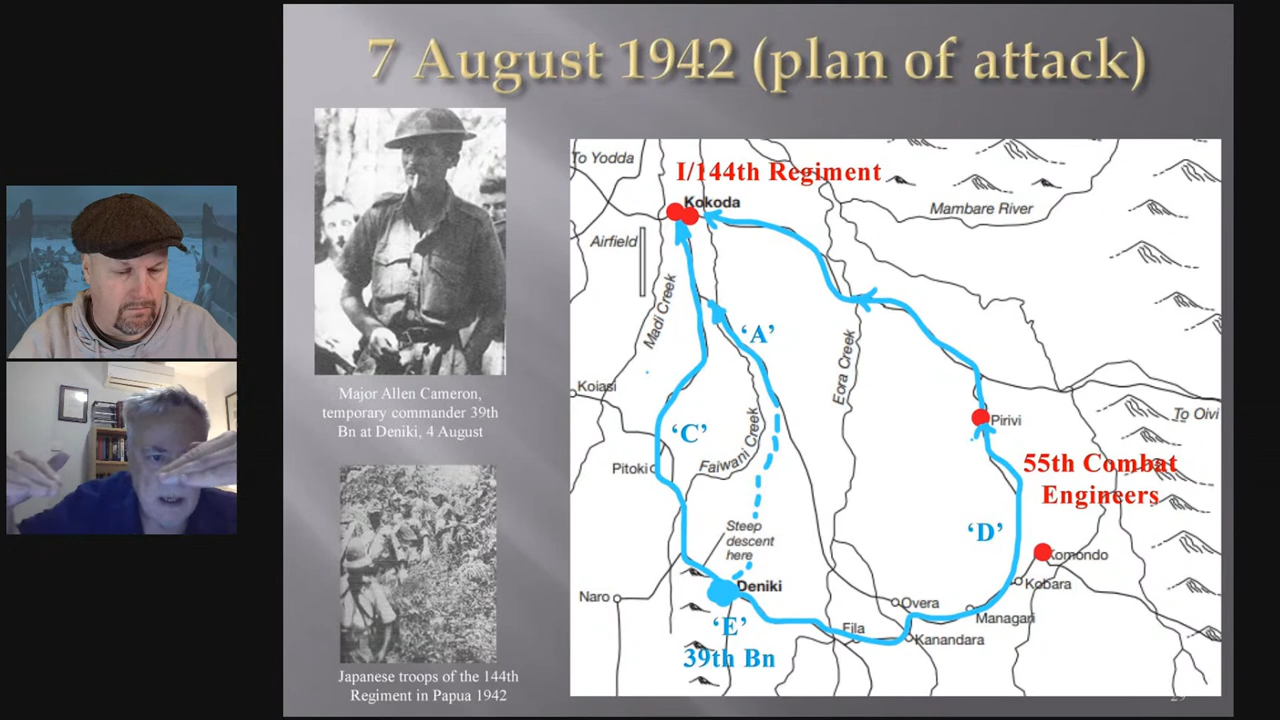 7 August 1942 (plan of attack)
Major Allen Cameron,
temporary commander 39th
Bn at Deniki, 4 August
Japanese troops of the 144th
Regiment in Papua 1942
To Yodda
I/144th Regiment
Kokoda
Mambare River
Airfield
Madi Creek
'A'
Eora Creek
Koiasi
To Oivi
Pirivi
'C'
Faiwani Creek
Pitoki
55th Combat
Engineers
'D'
Steep
descent
here
Komondo
Deniki
Kobara
Naro
Overa
Managari
'E'
Fila
Kanandara
39th Bn